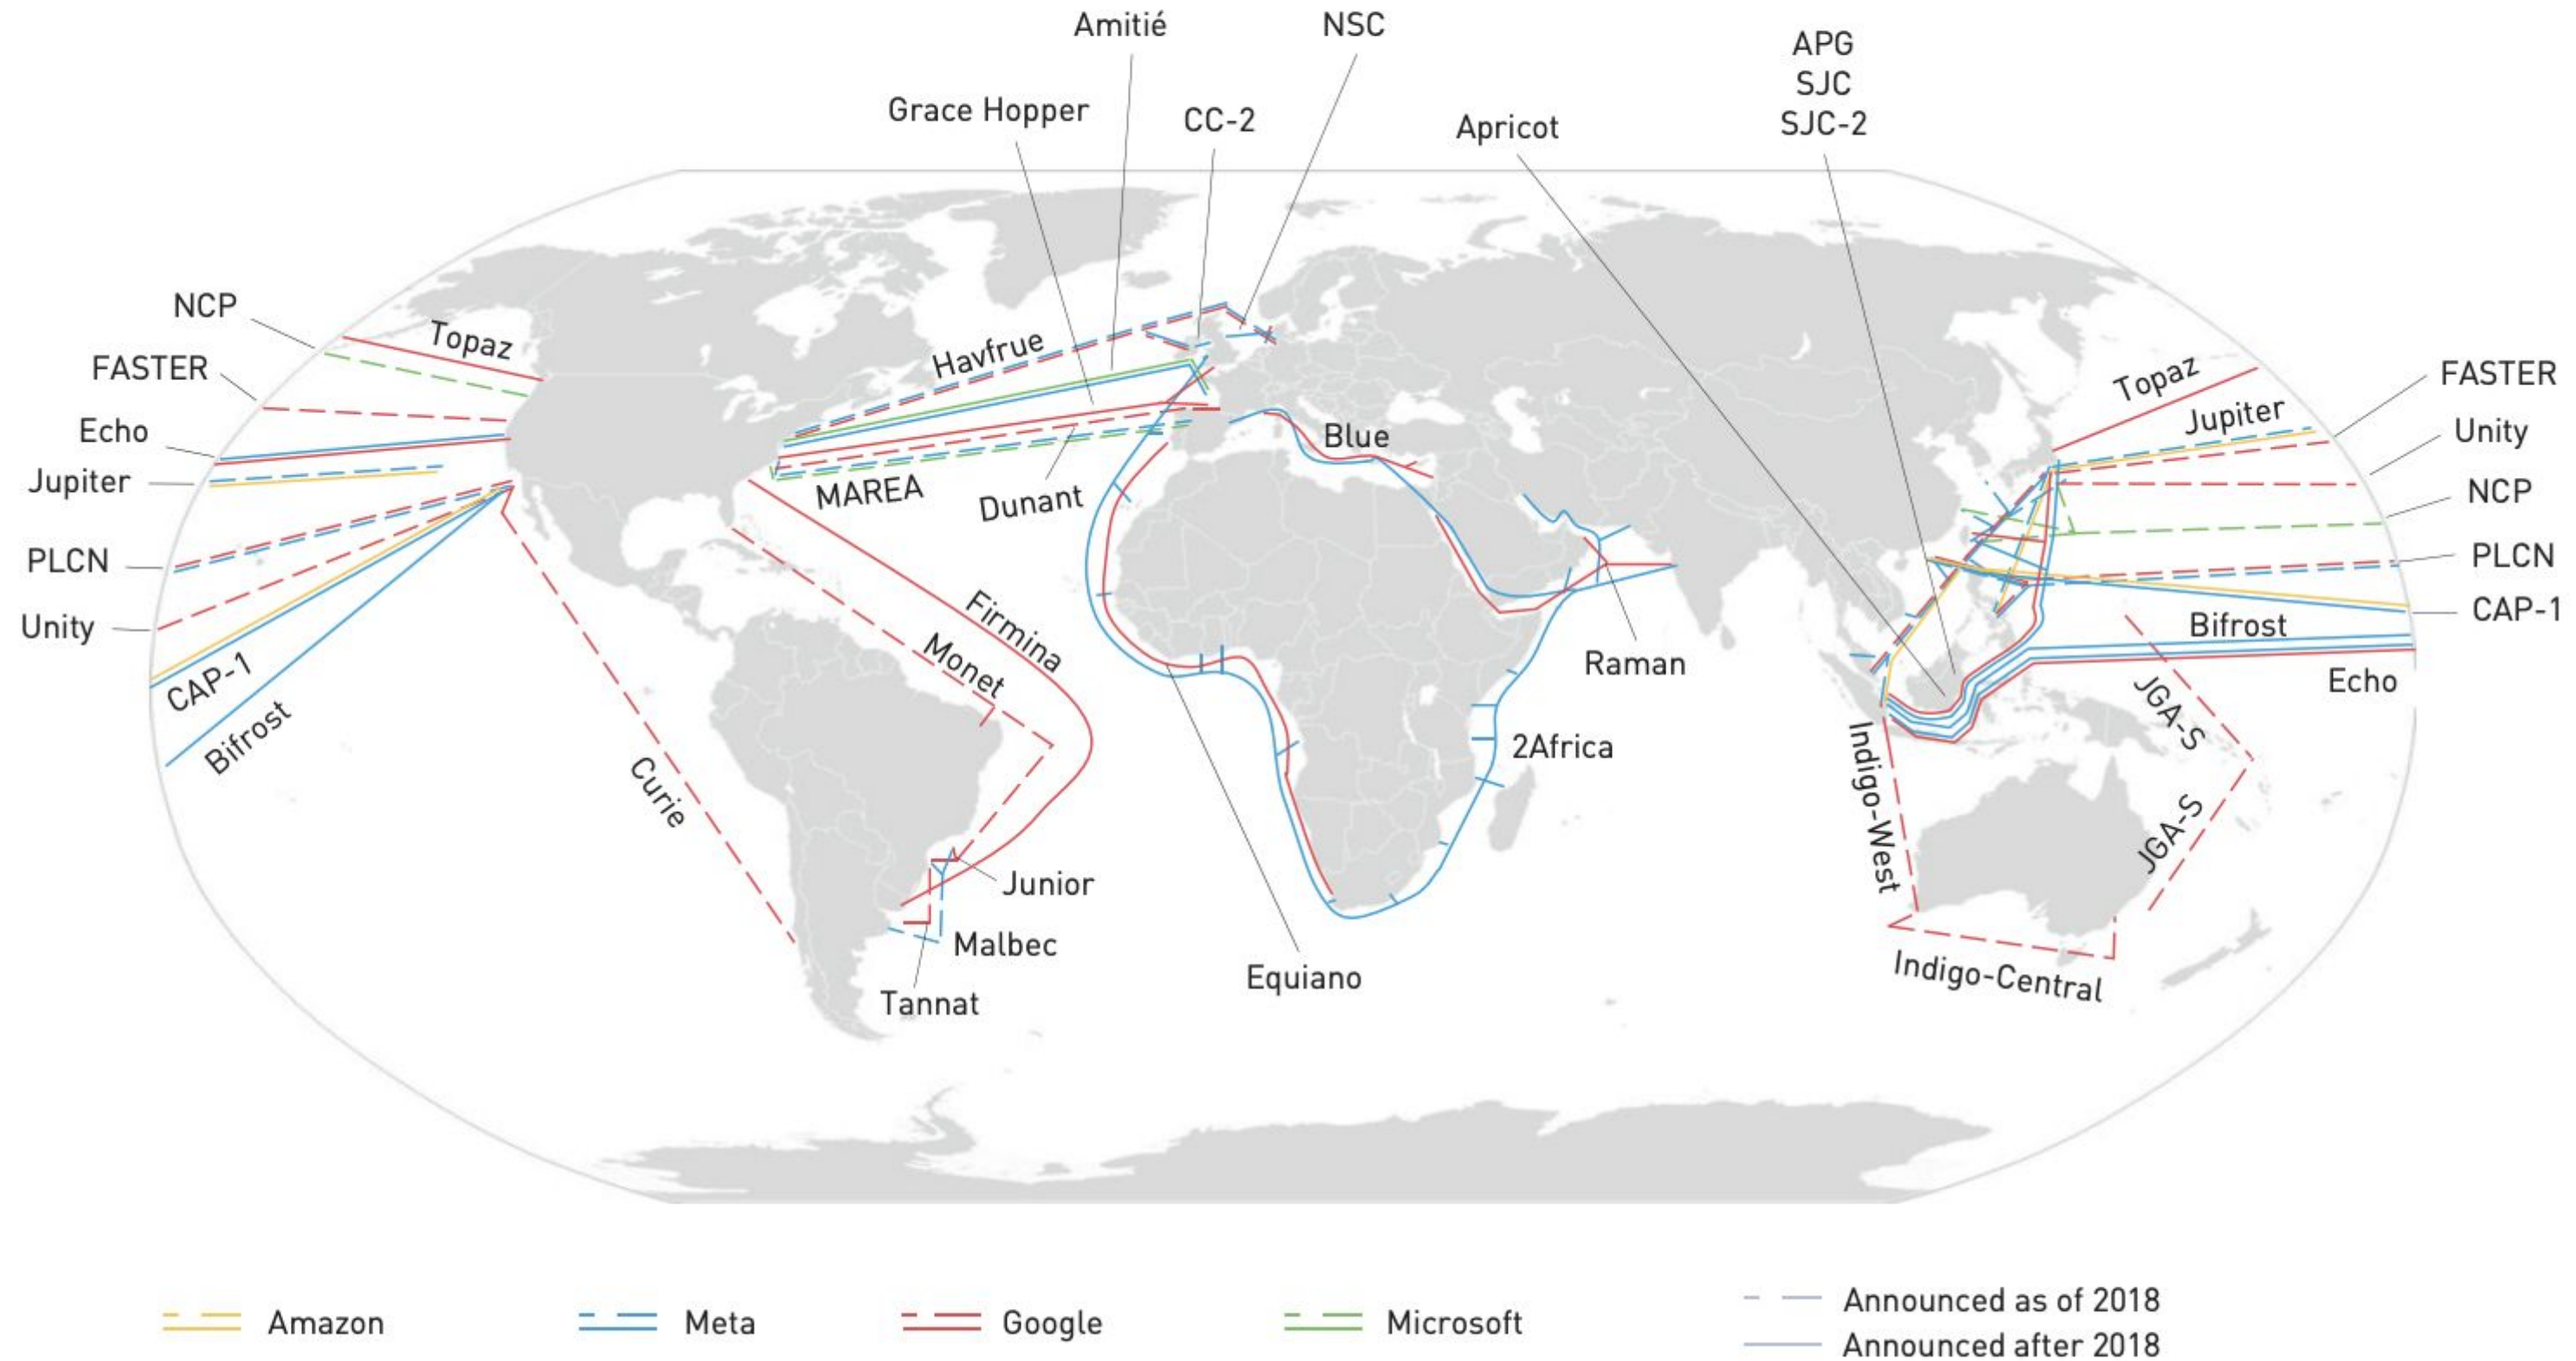 Amitié
NSC
APG
SJC
SJC-2
Grace Hopper
CC-2
Apricot
NCP
Topaz
FASTER
Echo
Jupiter
PLCN
Unity
CAP-1
Bifrost
Havfrue
MAREA
Dunant
Blue
Firmina
Monet
Curie
Junior
Malbec
Tannat
Equiano
Raman
2Africa
Topaz
Jupiter
FASTER
Unity
NCP
PLCN
CAP-1
Bifrost
Echo
JGA-S
JGA-S
Indigo-West
Indigo-Central
Amazon
Meta
Google
Microsoft
Announced as of 2018
Announced after 2018